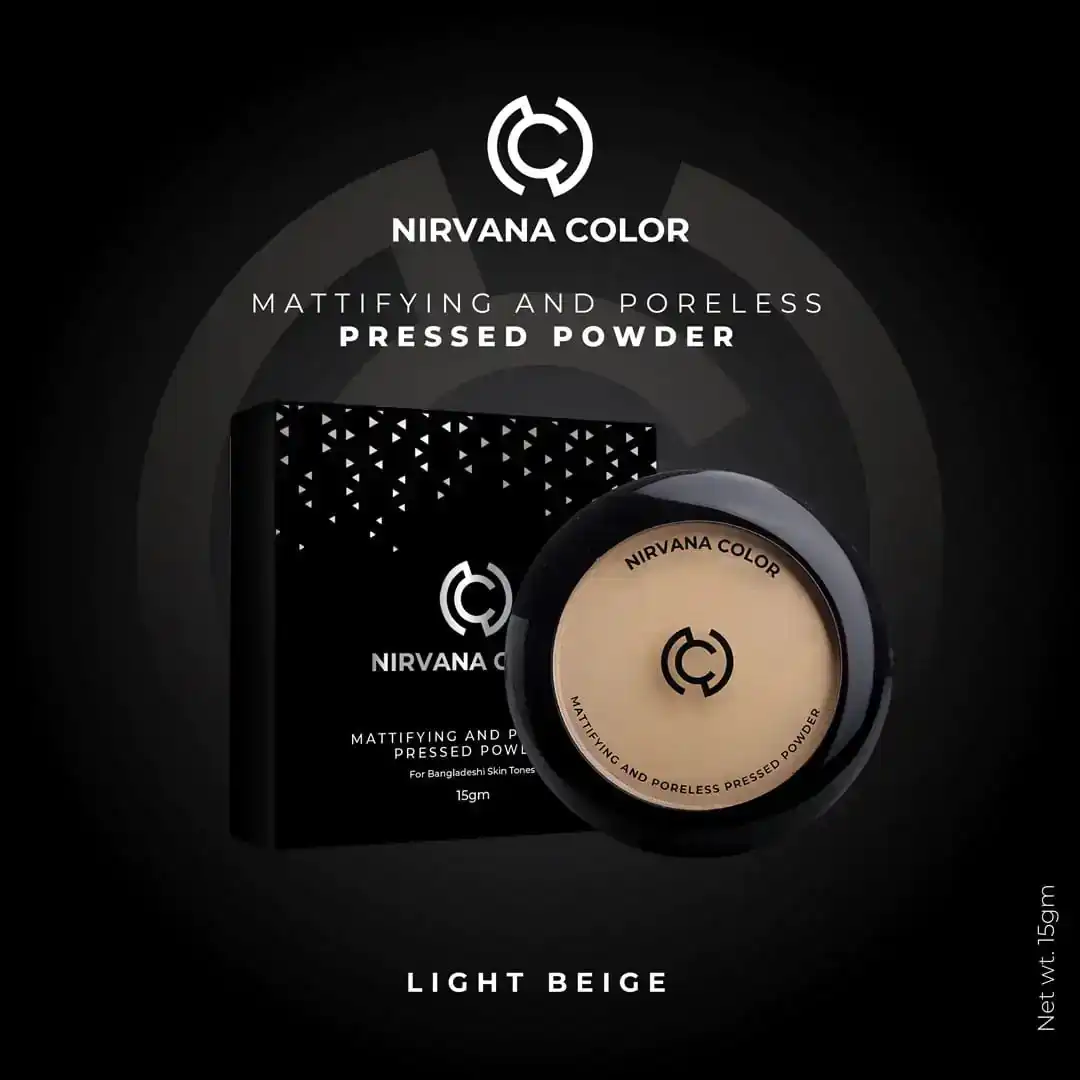 NIRVANA COLOR
MATTIFYING AND PORELESS
PRESSED POWDER
NIRVANA C
MATTIFYING AND P
PRESSED POWD
For Bangladeshi Skin Tones
15gm
NIRVANA COLOR
MATTIFYING AND PORELESS PRESSED POWDER
LIGHT BEIGE
Net wt. 15gm